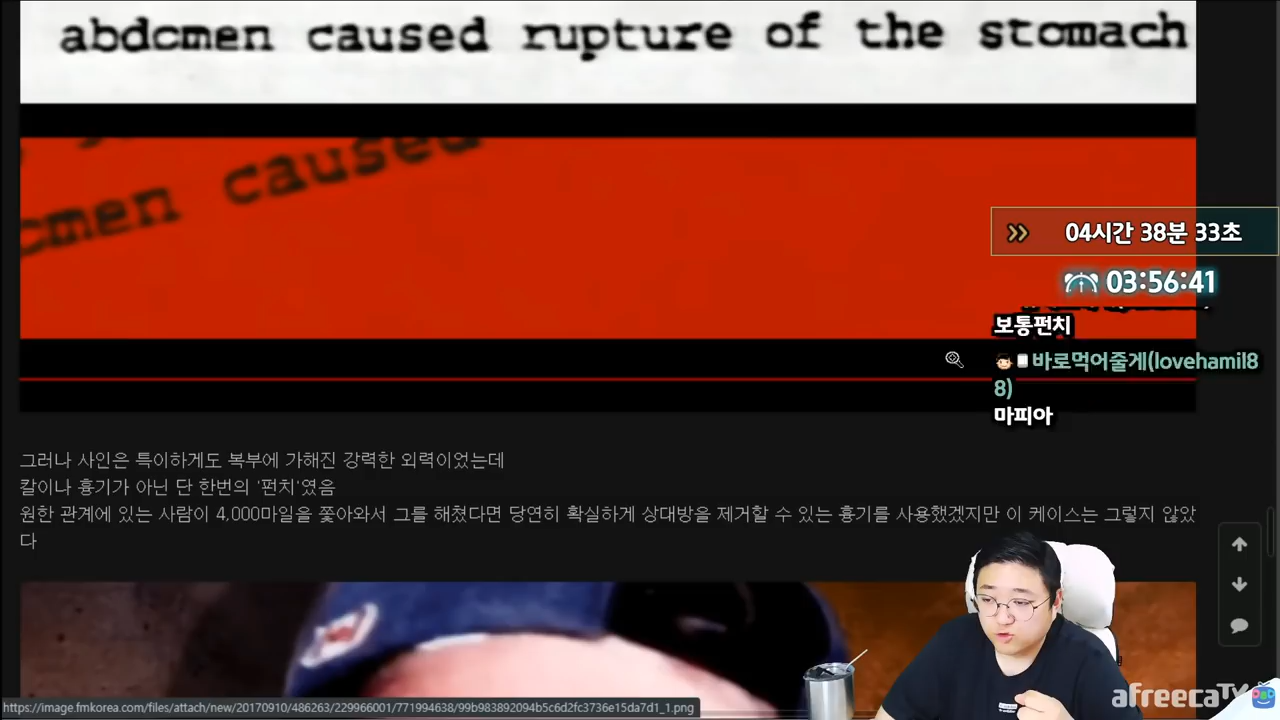 abdcmen caused rupture of the stomach
cmen caused
04시간 38분 33초
03:56:41
보통펀치
바로먹어줄게(lovehamil8
8)
마피아
그러나 사인은 특이하게도 복부에 가해진 강력한 외력이었는데
칼이나 흉기가 아닌 단 한번의 '펀치'였음
원한 관계에 있는 사람이 4,000마일을 쫓아와서 그를 해쳤다면 당연히 확실하게 상대방을 제거할 수 있는 흉기를 사용했겠지만 이 케이스는 그렇지 않았
다
https://image.fmkorea.com/files/attach/new/20170910/486263/229966001/771994638/99b983892094b5c6d2fc3736e15da7d1_1.png
afreecaTV